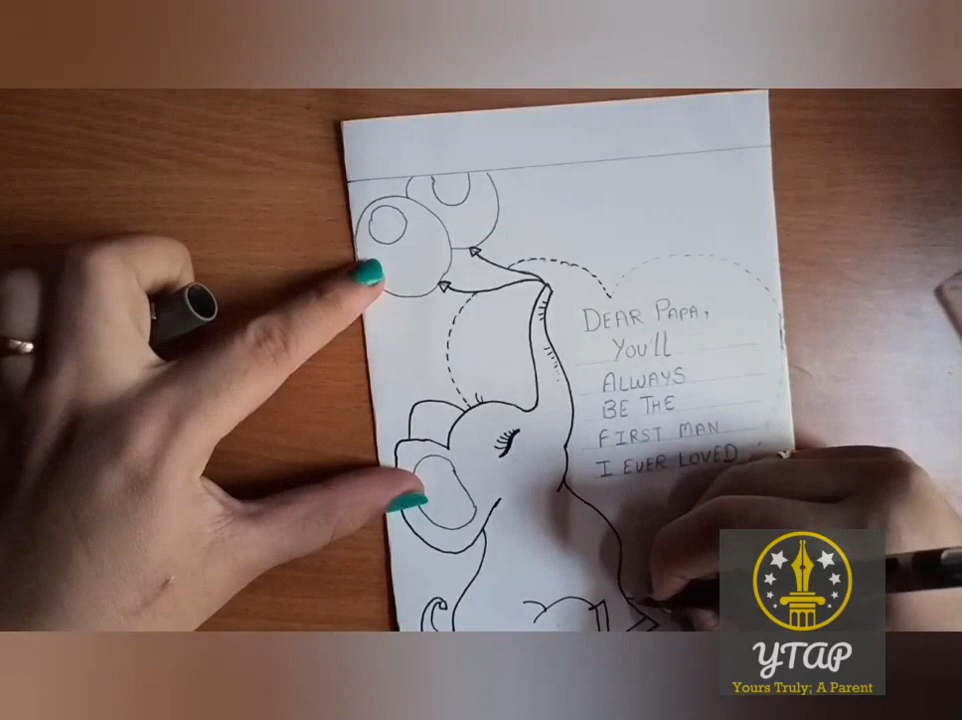 DEAR PAPA,
YOU'LL
ALWAYS
BE THE
FIRST MAN
I EVER LOVED
YTAP
Yours Truly; A Parent